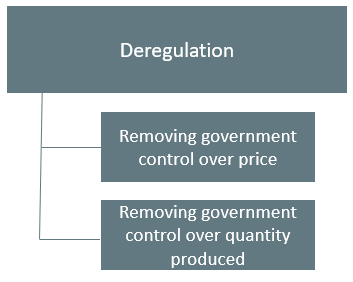 Deregulation
Removing government
control over price
Removing government
control over quantity
produced